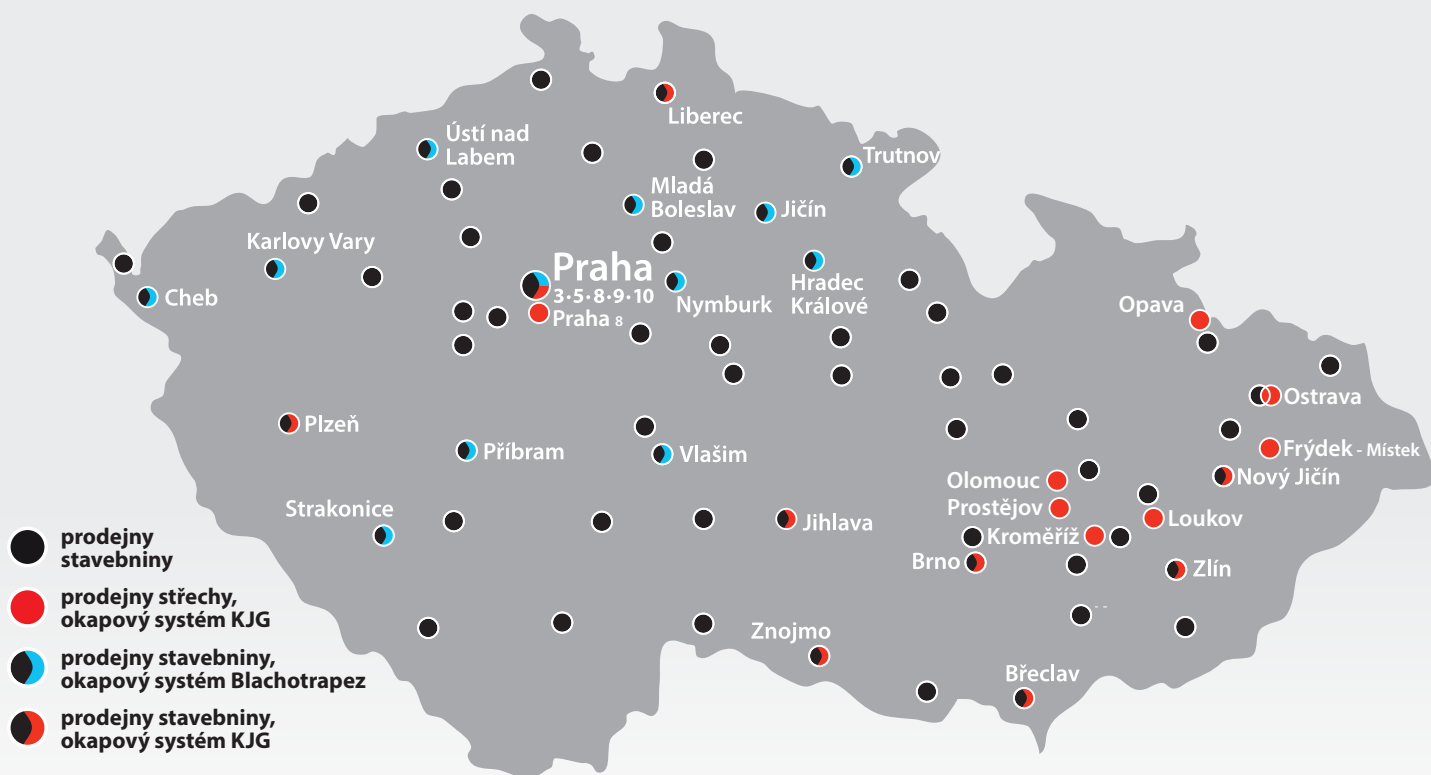 Liberec
Ústí nad
Labem
Trutnov
Mladá
Boleslav
Jičín
Karlovy Vary
Praha
3·5·8·9·10
Praha 8
Cheb
Nymburk
Hradec
Králové
Opava
Ostrava
Plzeň
Příbram
Vlašim
Frýdek - Místek
Nový Jičín
Olomouc
Prostějov
Strakonice
Jihlava
Loukov
Kroměříž
Brno
Zlín
Znojmo
Břeclav
prodejny
stavebniny
prodejny střechy,
okapový systém KJG
prodejny stavebniny,
okapový systém Blachotrapez
prodejny stavebniny,
okapový systém KJG